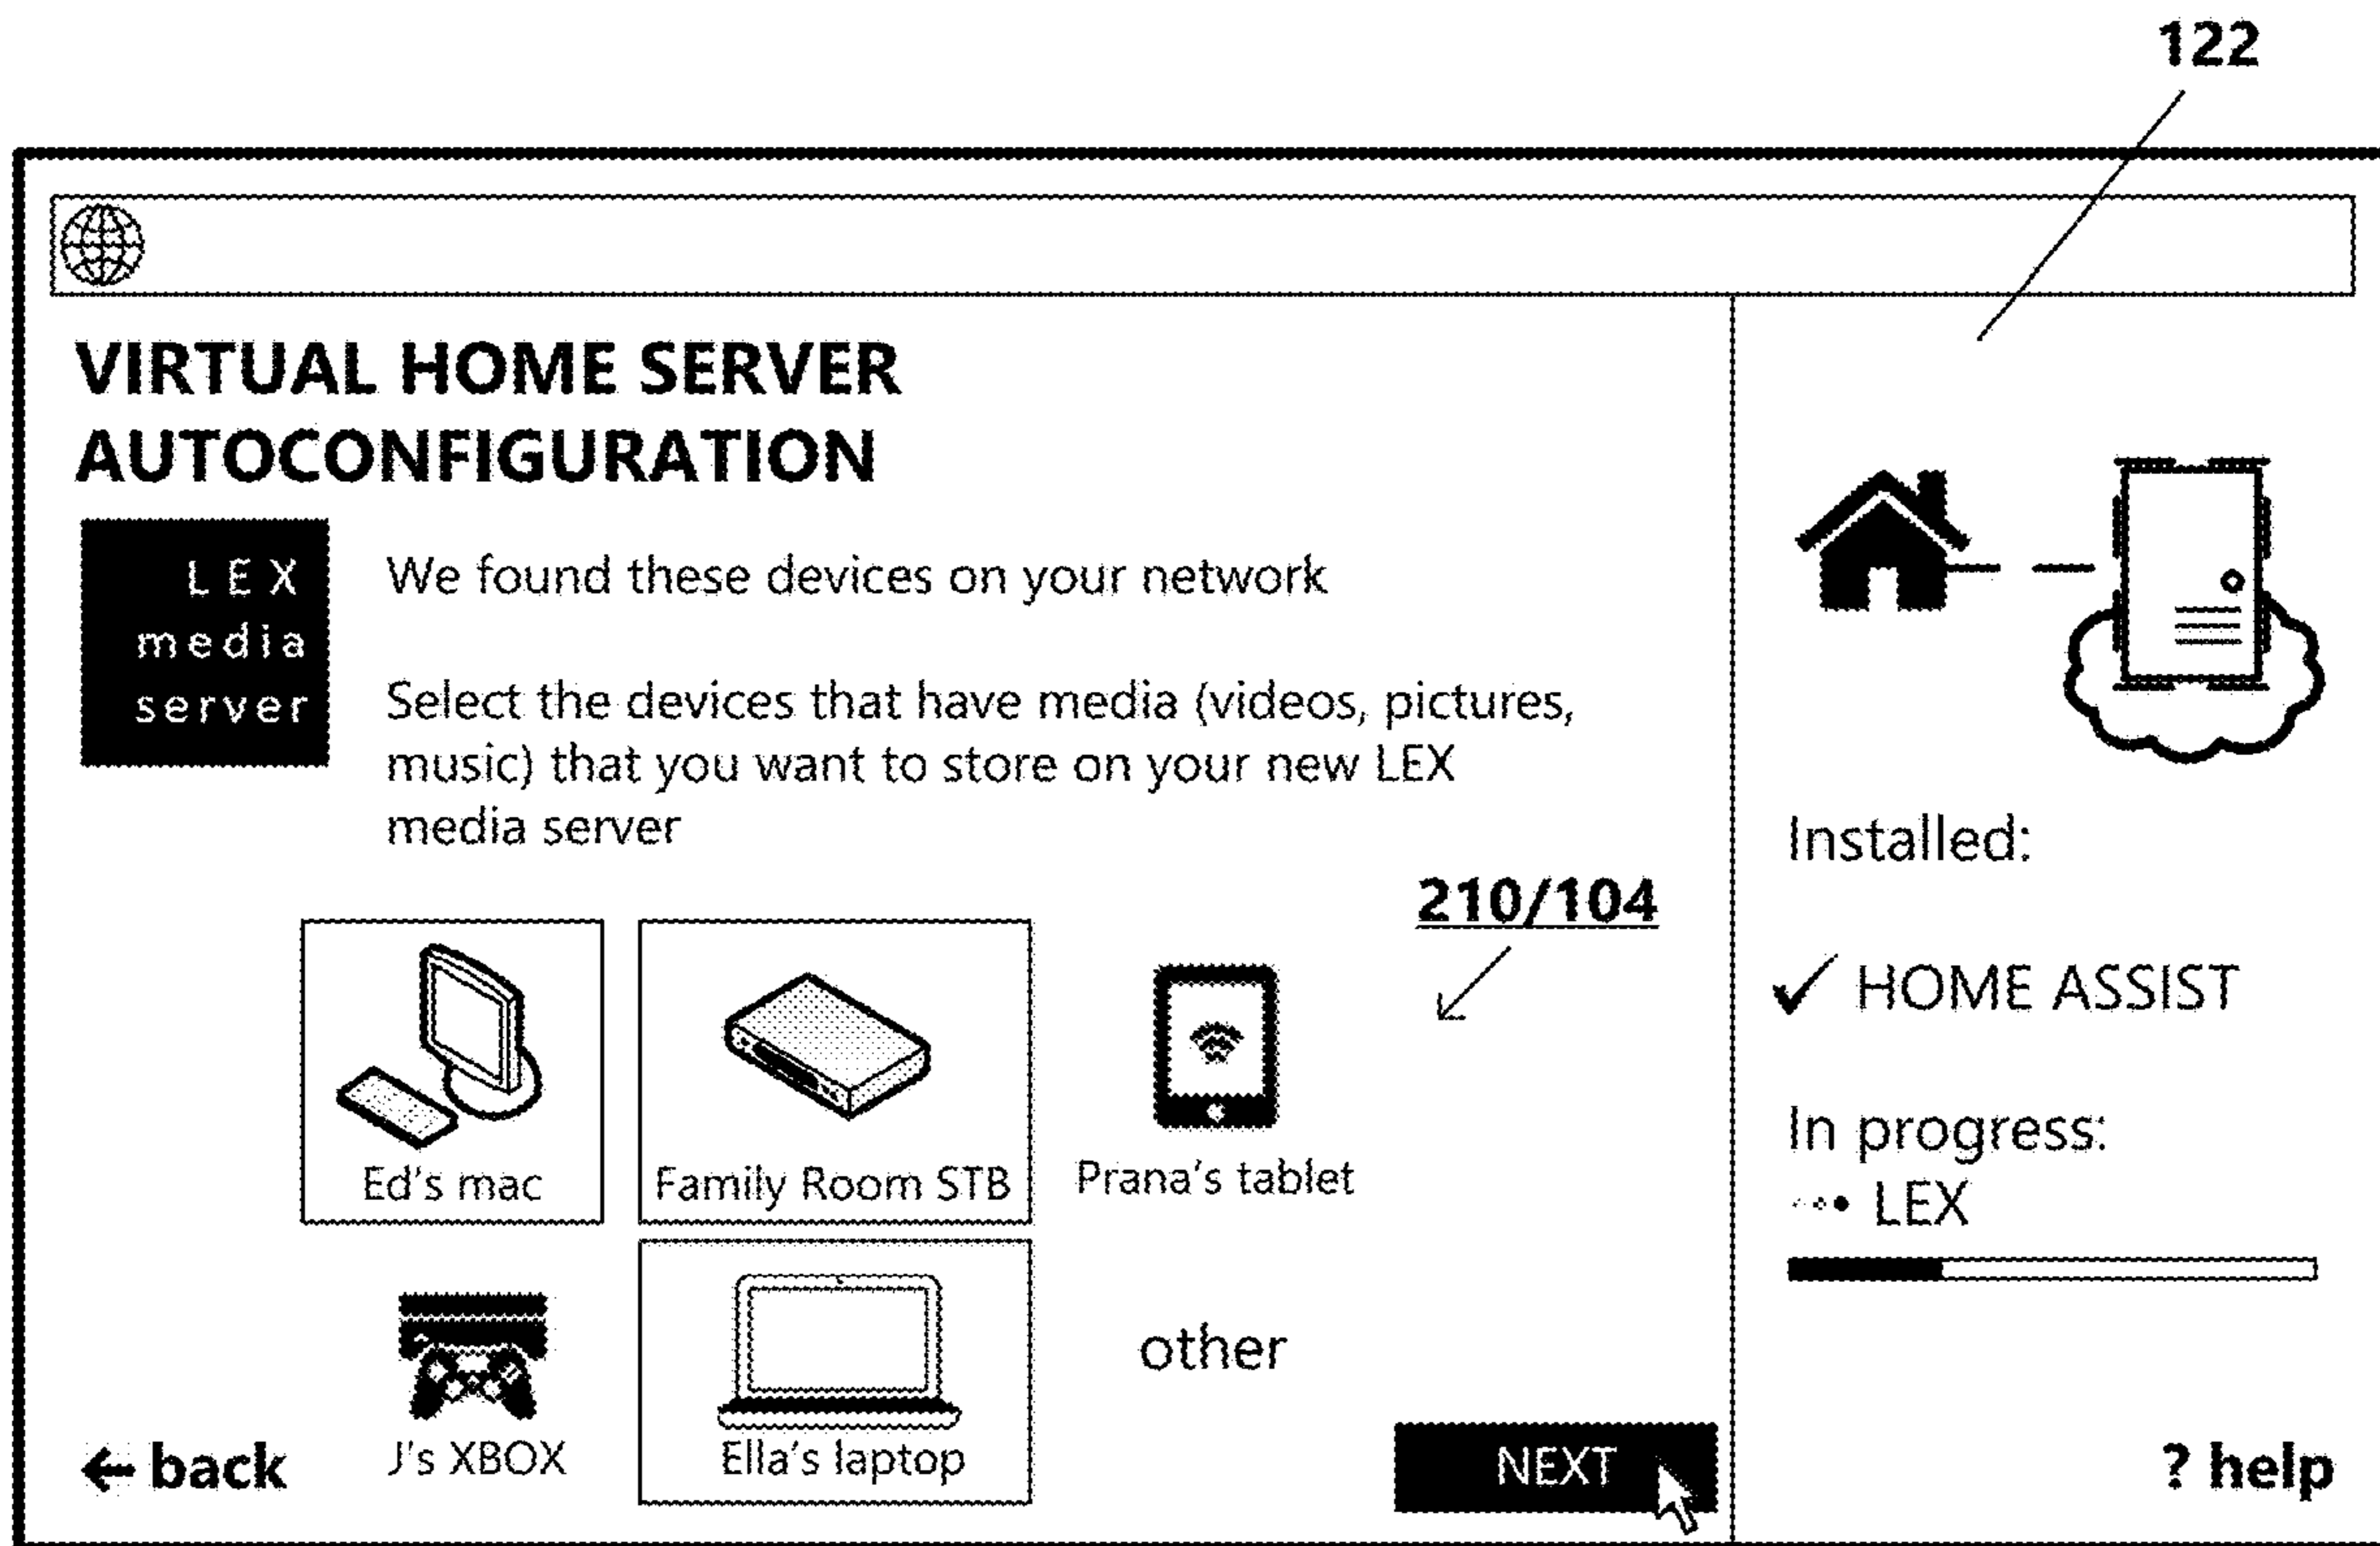 122
VIRTUAL HOME SERVER
AUTOCONFIGURATION
LEX
media
server
We found these devices on your network
Select the devices that have media (videos, pictures,
music) that you want to store on your new LEX
media server
210/104
Ed's mac
Family Room STB
Prana's tablet
J's XBOX
Ella's laptop
other
← back
NEXT
Installed:
✓ HOME ASSIST
In progress:
LEX
? help